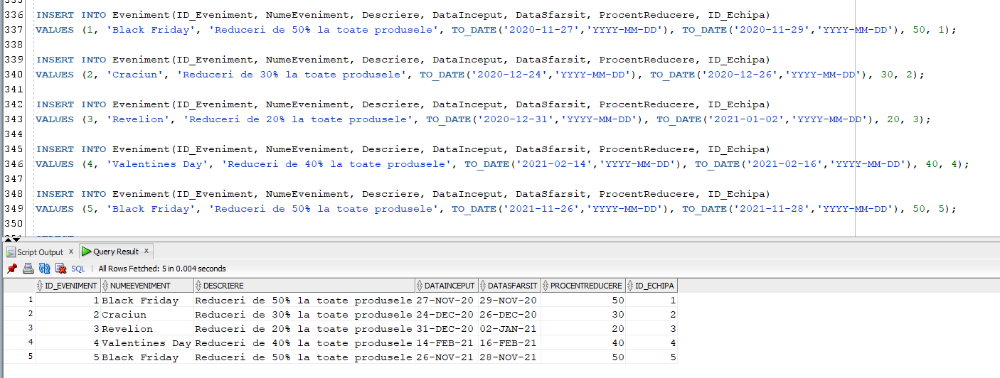 336 INSERT INTO Eveniment(ID_Eveniment, NumeEveniment, Descriere, DataInceput, DataSfarsit, ProcentReducere, ID_Echipa)
337 VALUES (1, 'Black Friday', 'Reduceri de 50% la toate produsele', TO_DATE('2020-11-27','YYYY-MM-DD'), TO_DATE('2020-11-29','YYYY-MM-DD'), 50, 1);
338
339 INSERT INTO Eveniment(ID_Eveniment, NumeEveniment, Descriere, DataInceput, DataSfarsit, ProcentReducere, ID_Echipa)
340 VALUES (2, 'Craciun', 'Reduceri de 30% la toate produsele', TO_DATE('2020-12-24','YYYY-MM-DD'), TO_DATE('2020-12-26','YYYY-MM-DD'), 30, 2);
341
342 INSERT INTO Eveniment(ID_Eveniment, NumeEveniment, Descriere, DataInceput, DataSfarsit, ProcentReducere, ID_Echipa)
343 VALUES (3, 'Revelion', 'Reduceri de 20% la toate produsele', TO_DATE('2020-12-31','YYYY-MM-DD'), TO_DATE('2021-01-02','YYYY-MM-DD'), 20, 3);
344
345 INSERT INTO Eveniment(ID_Eveniment, NumeEveniment, Descriere, DataInceput, DataSfarsit, ProcentReducere, ID_Echipa)
346 VALUES (4, 'Valentines Day', 'Reduceri de 40% la toate produsele', TO_DATE('2021-02-14','YYYY-MM-DD'), TO_DATE('2021-02-16','YYYY-MM-DD'), 40, 4);
347
348 INSERT INTO Eveniment(ID_Eveniment, NumeEveniment, Descriere, DataInceput, DataSfarsit, ProcentReducere, ID_Echipa)
349 VALUES (5, 'Black Friday', 'Reduceri de 50% la toate produsele', TO_DATE('2021-11-26','YYYY-MM-DD'), TO_DATE('2021-11-28','YYYY-MM-DD'), 50, 5);
350
Script Output x Query Result x
SQL | All Rows Fetched: 5 in 0.004 seconds
ID_EVENIMENT NUMEEVENIMENT DESCRIERE DATAINCEPUT DATASFARSIT PROCENTREDUCERE ID_ECHIPA
1 1 Black Friday Reduceri de 50% la toate produsele 27-NOV-20 29-NOV-20 50 1
2 2 Craciun Reduceri de 30% la toate produsele 24-DEC-20 26-DEC-20 30 2
3 3 Revelion Reduceri de 20% la toate produsele 31-DEC-20 02-JAN-21 20 3
4 4 Valentines Day Reduceri de 40% la toate produsele 14-FEB-21 16-FEB-21 40 4
5 5 Black Friday Reduceri de 50% la toate produsele 26-NOV-21 28-NOV-21 50 5